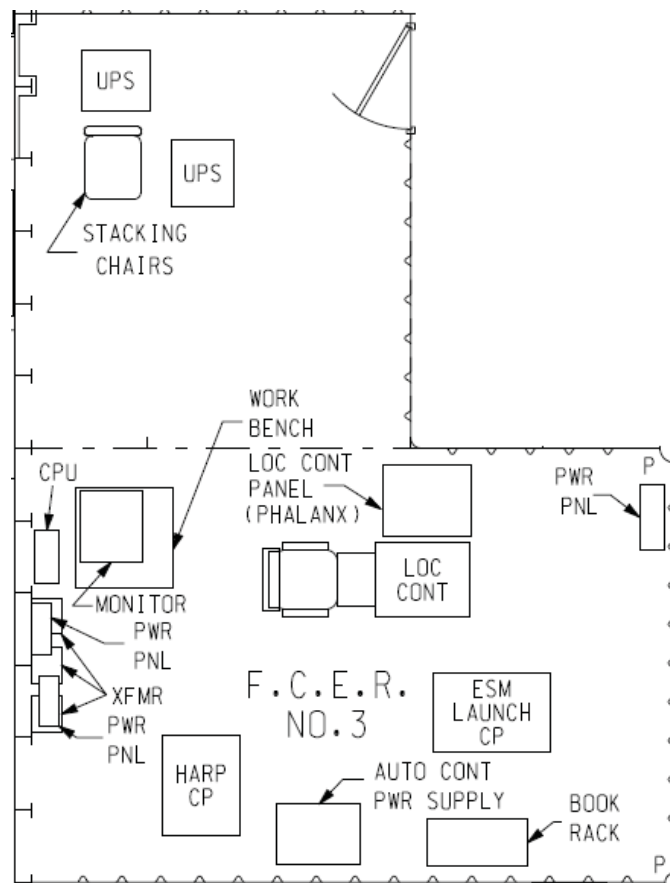 UPS
UPS
STACKING
CHAIRS
WORK
BENCH
CPU
LOC CONT
PANEL
(PHALANX)
PWR
PNL
P
LOC
CONT
MONITOR
PWR
PNL
XFMR
PWR
PNL
F.C.E.R.
NO.3
ESM
LAUNCH
CP
HARP
CP
AUTO CONT
PWR SUPPLY
BOOK
RACK
P